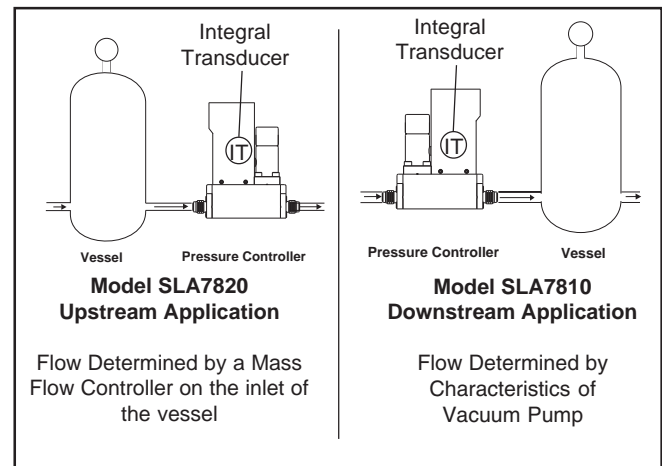 Integral
Transducer
IT
Vessel
Pressure Controller
Model SLA7820
Upstream Application
Flow Determined by a Mass
Flow Controller on the inlet of
the vessel
Integral
Transducer
IT
Pressure Controller
Vessel
Model SLA7810
Downstream Application
Flow Determined by
Characteristics of
Vacuum Pump